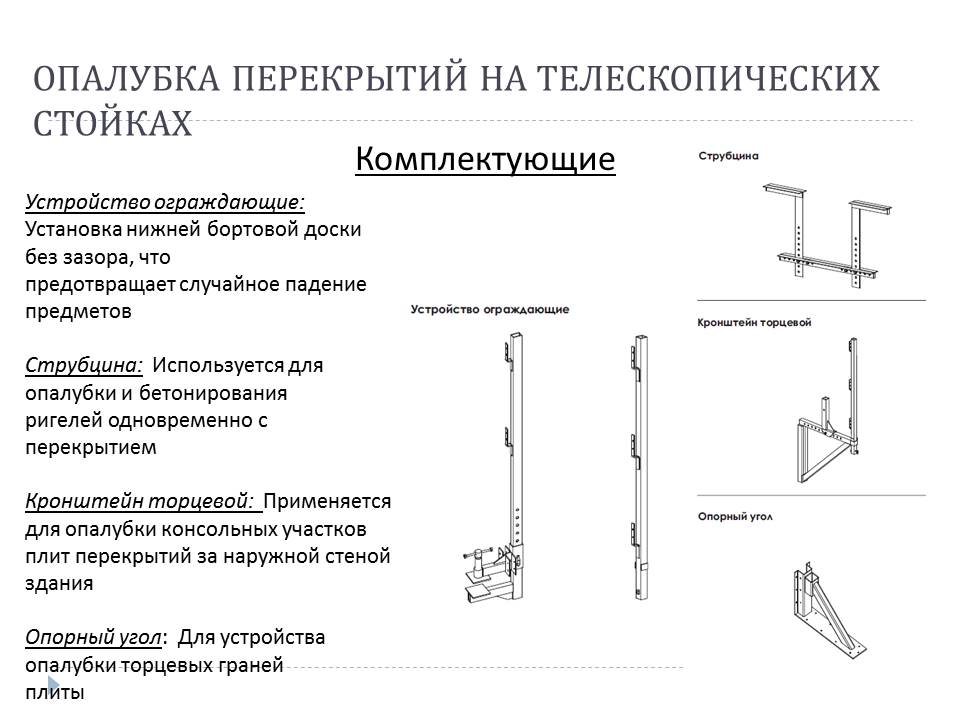 ОПАЛУБКА ПЕРЕКРЫТИЙ НА ТЕЛЕСКОПИЧЕСКИХ
СТОЙКАХ
Комплектующие
Устройство ограждающие:
Установка нижней бортовой доски
без зазора, что
предотвращает случайное падение
предметов
Струбцина: Используется для
опалубки и бетонирования
ригелей одновременно с
перекрытием
Кронштейн торцевой: Применяется
для опалубки консольных участков
плит перекрытий за наружной стеной
здания
Опорный угол: Для устройства
опалубки торцевых граней
плиты
Устройство ограждающие
Струбцина
Кронштейн торцевой
Опорный угол